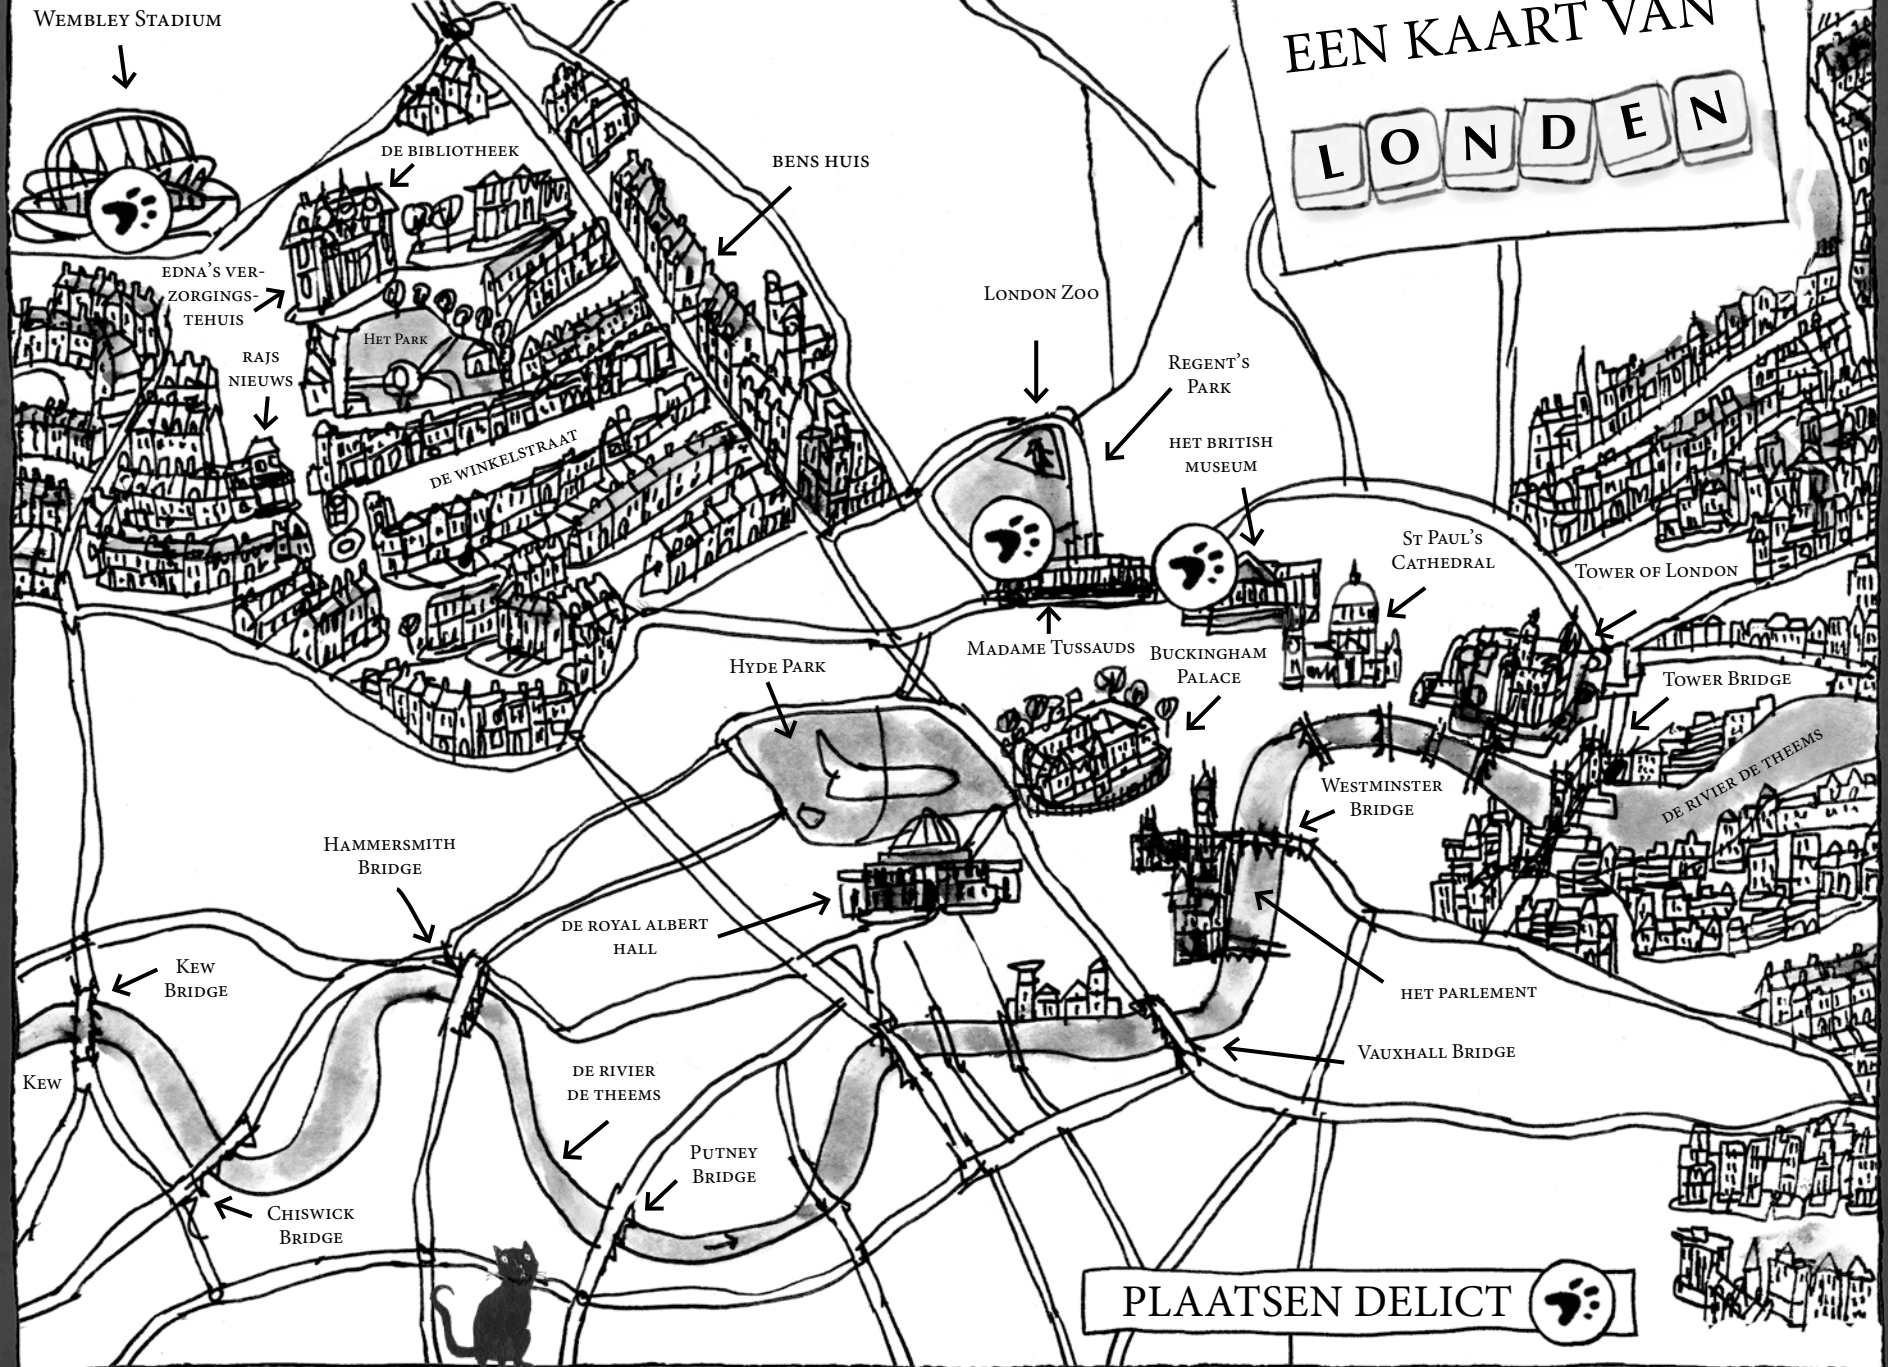 Wembley Stadium
EEN KAART VAN
LONDEN
DE BIBLIOTHEEK
BENS HUIS
EDNA'S VER-
ZORGINGS-
TEHUIS
Het Park
RAJS
NIEUWS
DE WINKELSTRAAT
London Zoo
Regent's
Park
HET BRITISH
MUSEUM
St Paul's
Cathedral
Tower of London
Madame Tussauds
Buckingham
Palace
Hyde Park
Tower Bridge
DE RIVIER DE THEEMS
Westminster
Bridge
Hammersmith
Bridge
DE ROYAL ALBERT
HALL
Kew
Bridge
HET PARLEMENT
Vauxhall Bridge
Kew
DE RIVIER
DE THEEMS
Putney
Bridge
Chiswick
Bridge
PLAATSEN DELICT